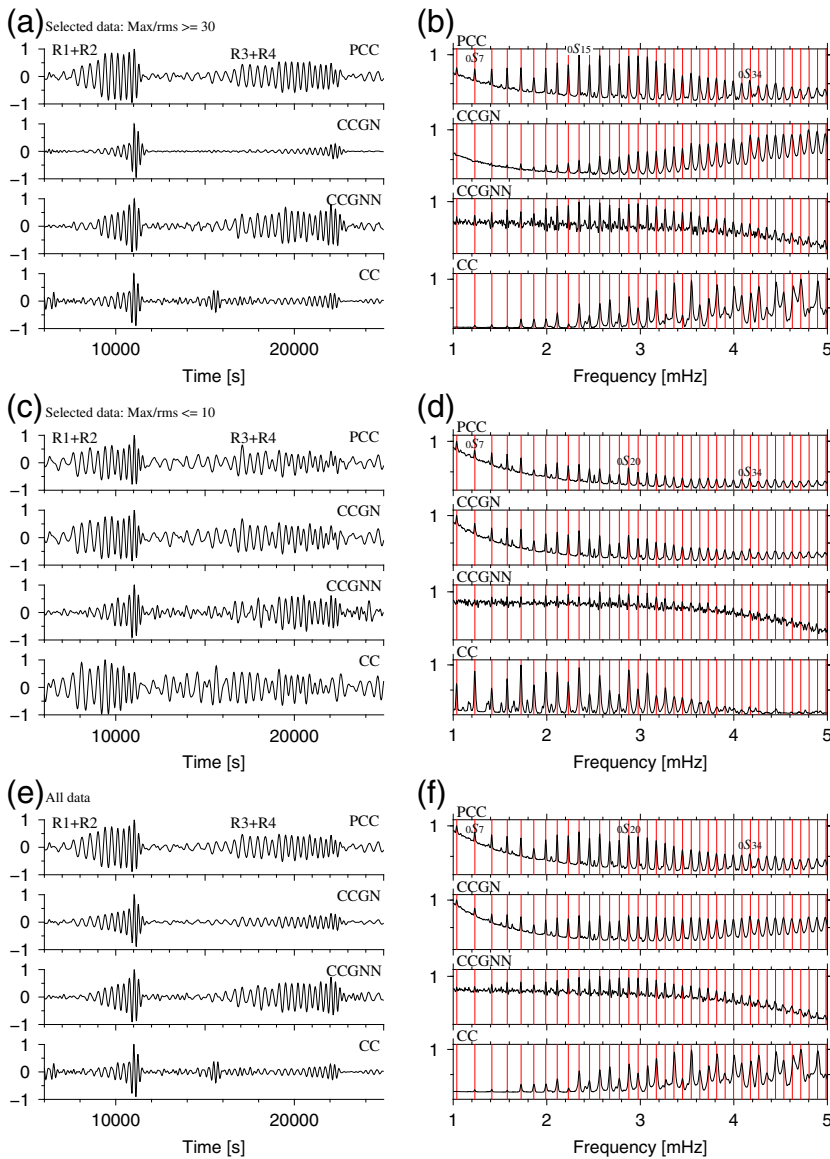 (a) Selected data: Max/rms >= 30
R1+R2 R3+R4 PCC
1
0
−1
CCGN
1
0
−1
CCGNN
1
0
−1
CC
1
0
−1
10000 20000
Time [s]
(b)
PCC
1
0S7 0S15 0S34
CCGN
1
CCGNN
1
CC
1
1 2 3 4 5
Frequency [mHz]
(c) Selected data: Max/rms <= 10
R1+R2 R3+R4 PCC
1
0
−1
CCGN
1
0
−1
CCGNN
1
0
−1
CC
1
0
−1
10000 20000
Time [s]
(d)
PCC
1
0S7 0S20 0S34
CCGN
1
CCGNN
1
CC
1
1 2 3 4 5
Frequency [mHz]
(e) All data
R1+R2 R3+R4 PCC
1
0
−1
CCGN
1
0
−1
CCGNN
1
0
−1
CC
1
0
−1
10000 20000
Time [s]
(f)
PCC
1
0S7 0S20 0S34
CCGN
1
CCGNN
1
CC
1
1 2 3 4 5
Frequency [mHz]